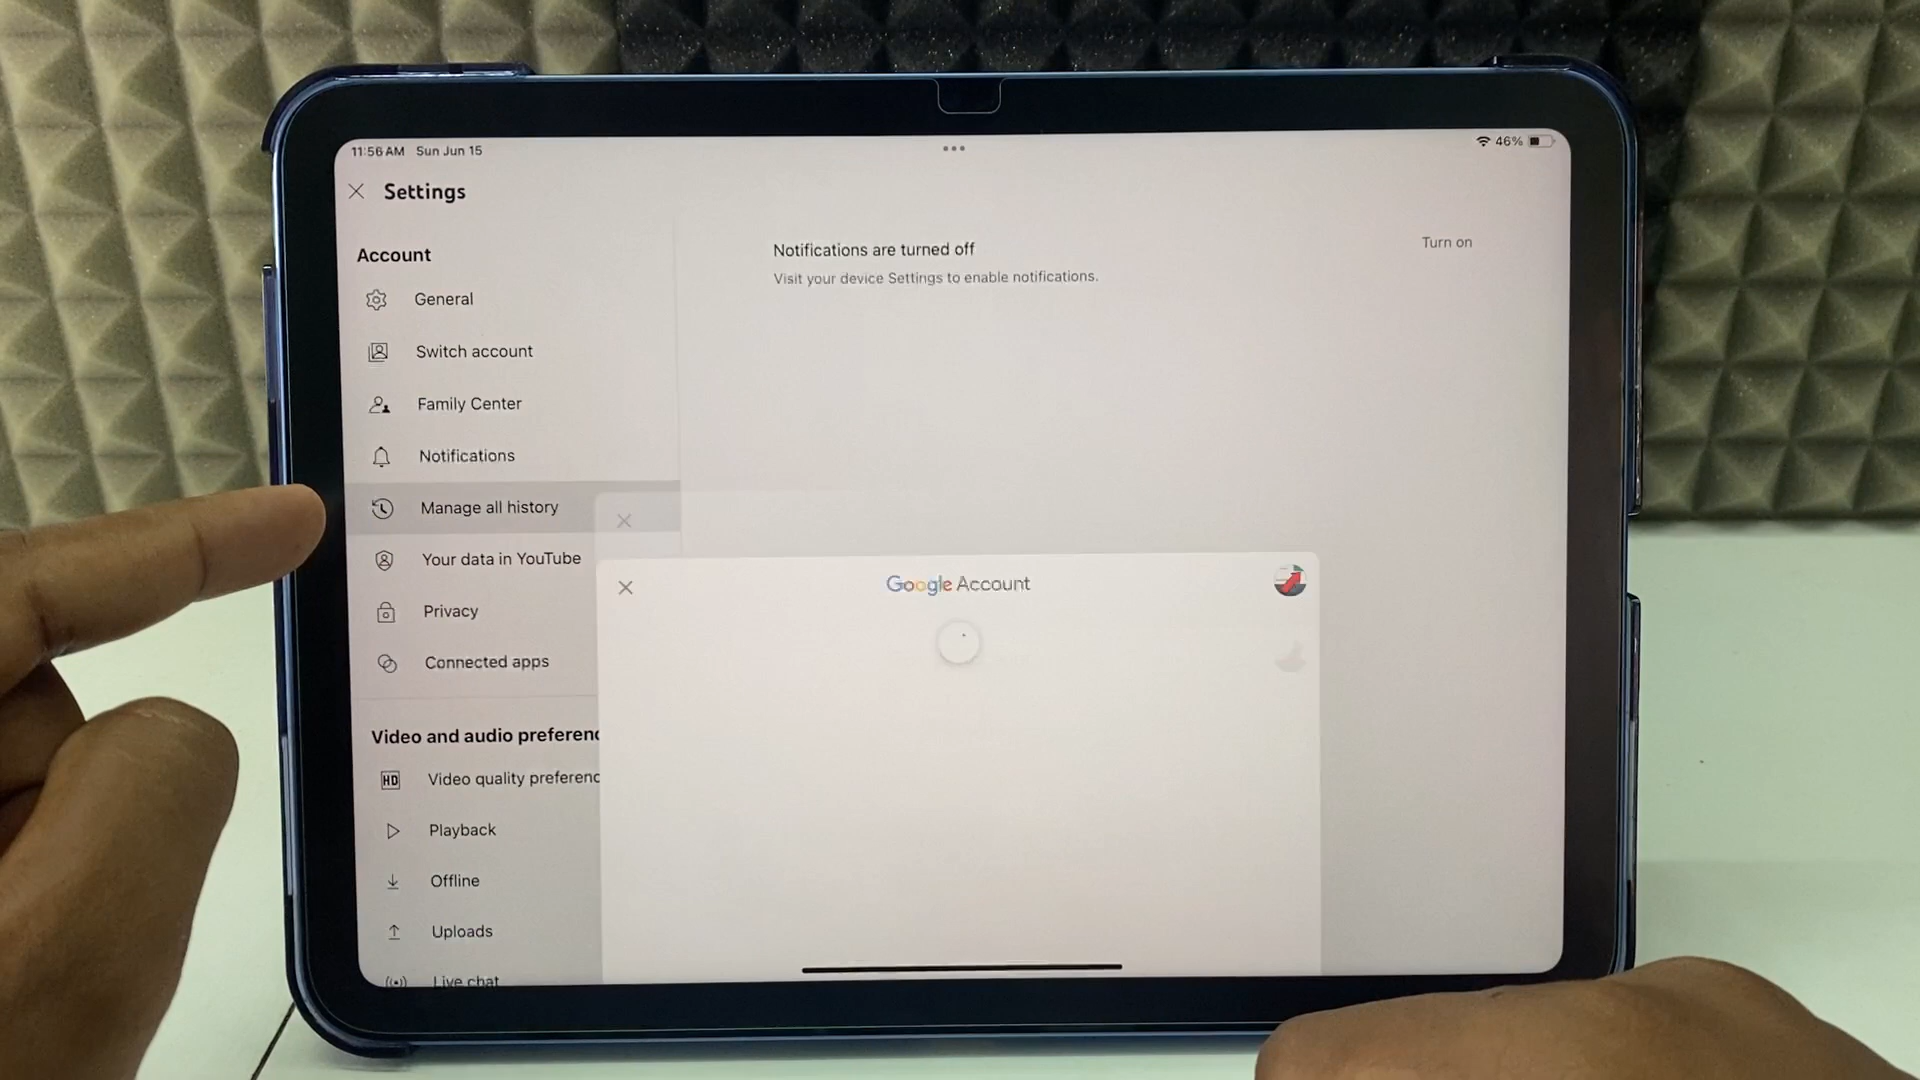 11:56 AM Sun Jun 15
46%
Settings
Account
General
Switch account
Family Center
Notifications
Manage all history
Your data in YouTube
Privacy
Connected apps
Video and audio preferenc
HD Video quality preferenc
Playback
Offline
Uploads
Live chat
Notifications are turned off
Turn on
Visit your device Settings to enable notifications.
Google Account